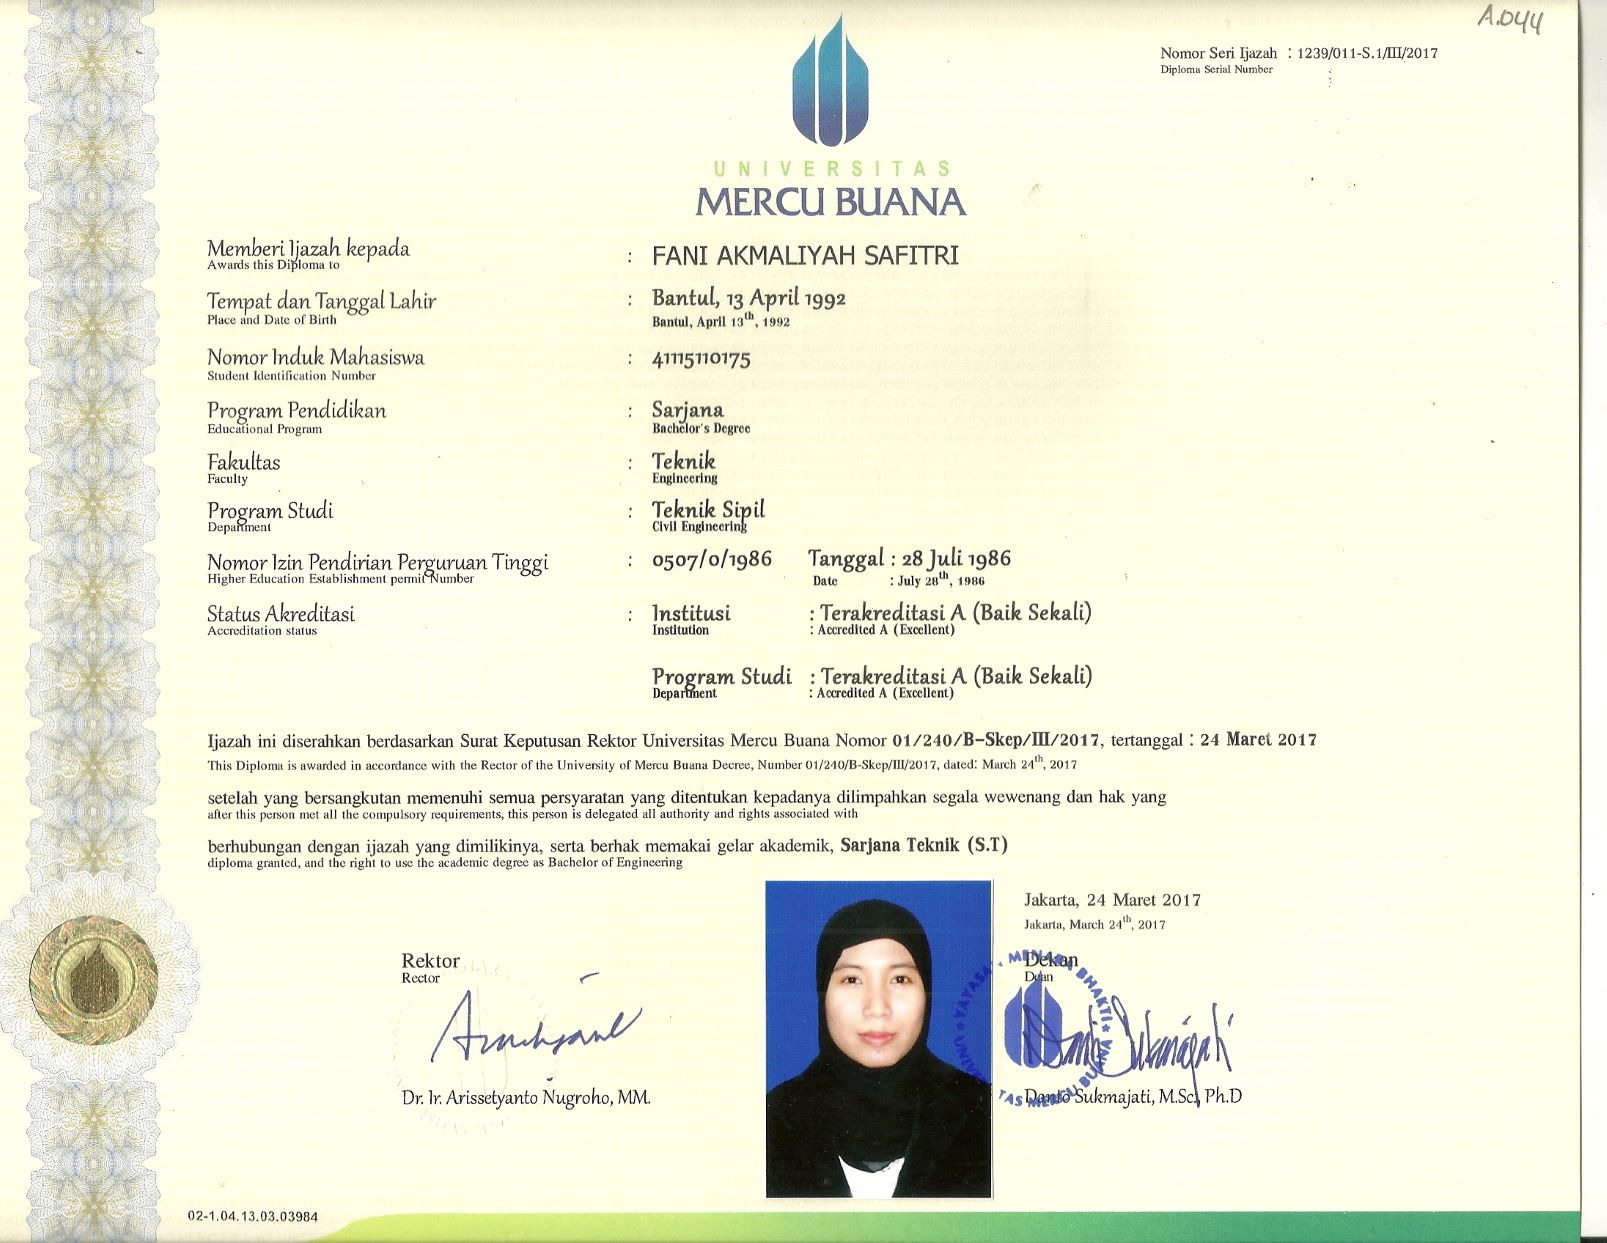 A.044
Nomor Seri Ijazah : 1239/011-S.1/III/2017
Diploma Serial Number
UNIVERSITAS
MERCU BUANA
Memberi Ijazah kepada : FANI AKMALIYAH SAFITRI
Awards this Diploma to
Tempat dan Tanggal Lahir : Bantul, 13 April 1992
Place and Date of Birth Bantul, April 13th, 1992
Nomor Induk Mahasiswa : 41115110175
Student Identification Number
Program Pendidikan : Sarjana
Educational Program Bachelor's Degree
Fakultas : Teknik
Faculty Engineering
Program Studi : Teknik Sipil
Department Civil Engineering
Nomor Izin Pendirian Perguruan Tinggi : 0507/0/1986 Tanggal : 28 Juli 1986
Higher Education Establishment permit Number Date : July 28th, 1986
Status Akreditasi : Institusi : Terakreditasi A (Baik Sekali)
Accreditation status Institution : Accredited A (Excellent)
Program Studi : Terakreditasi A (Baik Sekali)
Department : Accredited A (Excellent)
Ijazah ini diserahkan berdasarkan Surat Keputusan Rektor Universitas Mercu Buana Nomor 01/240/B-Skep/III/2017, tertanggal : 24 Maret 2017
This Diploma is awarded in accordance with the Rector of the University of Mercu Buana Decree, Number 01/240/B-Skep/III/2017, dated: March 24th, 2017
setelah yang bersangkutan memenuhi semua persyaratan yang ditentukan kepadanya dilimpahkan segala wewenang dan hak yang
after this person met all the compulsory requirements, this person is delegated all authority and rights associated with
berhubungan dengan ijazah yang dimilikinya, serta berhak memakai gelar akademik, Sarjana Teknik (S.T)
diploma granted, and the right to use the academic degree as Bachelor of Engineering
Jakarta, 24 Maret 2017
Jakarta, March 24th, 2017
Rektor
Rector
Dekan
Dean
MENARA BHAKTI
MERCU BUANA
Dr. Ir. Arissetyanto Nugroho, MM.
Danto Sukmajati, M.Sc., Ph.D
02-1.04.13.03.03984